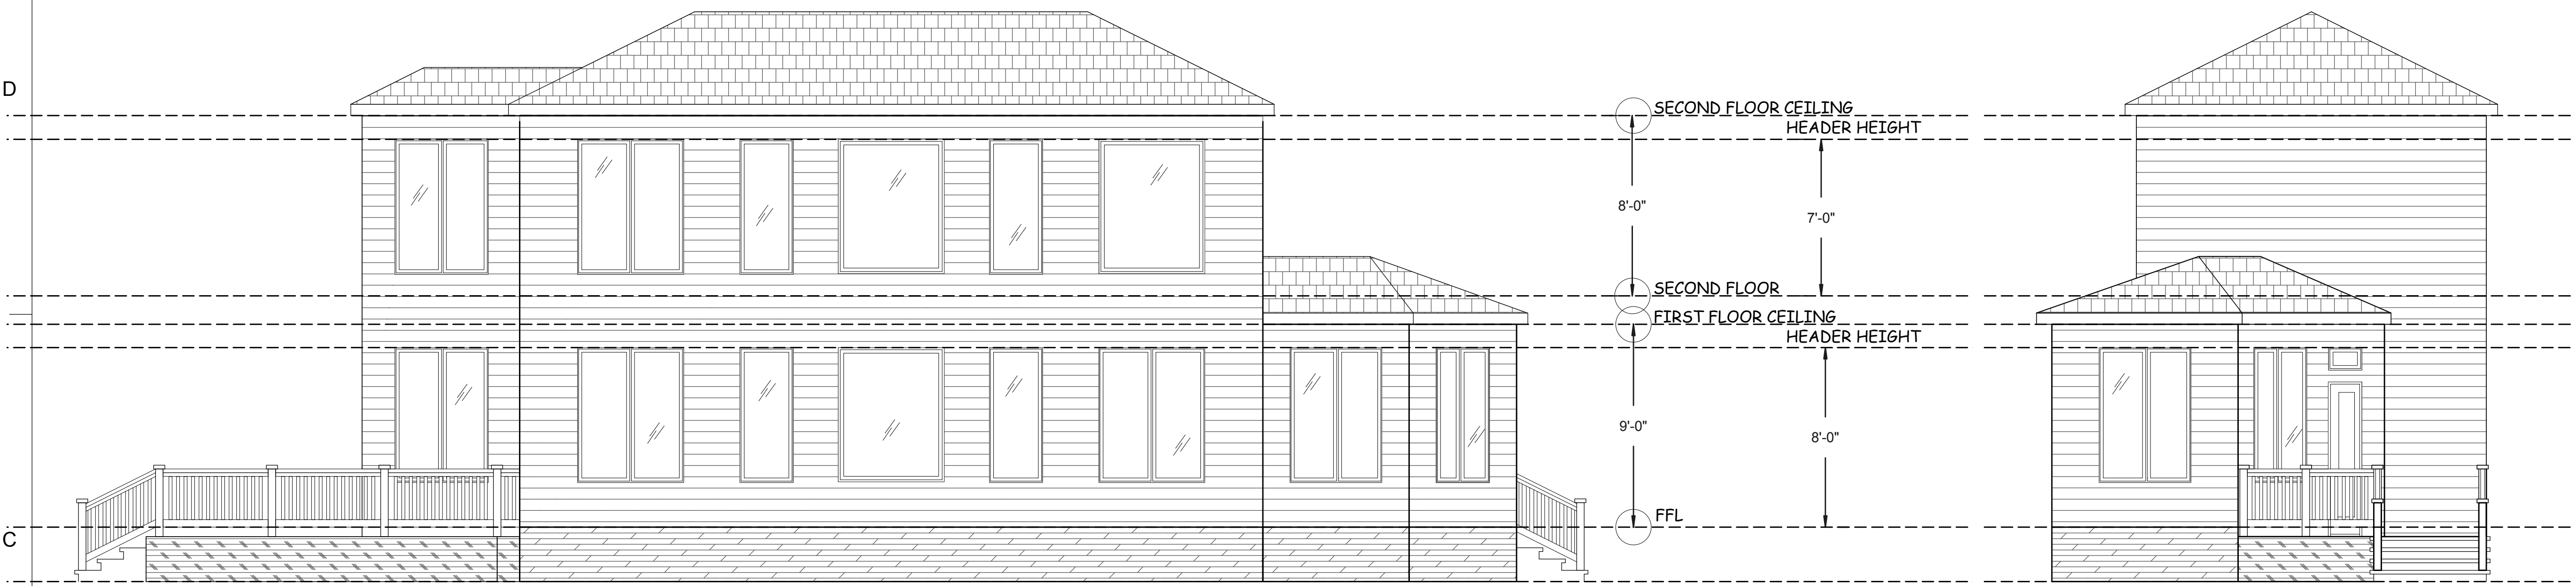 D
SECOND FLOOR CEILING
HEADER HEIGHT
8'-0"
7'-0"
SECOND FLOOR
FIRST FLOOR CEILING
HEADER HEIGHT
9'-0"
8'-0"
FFL
C